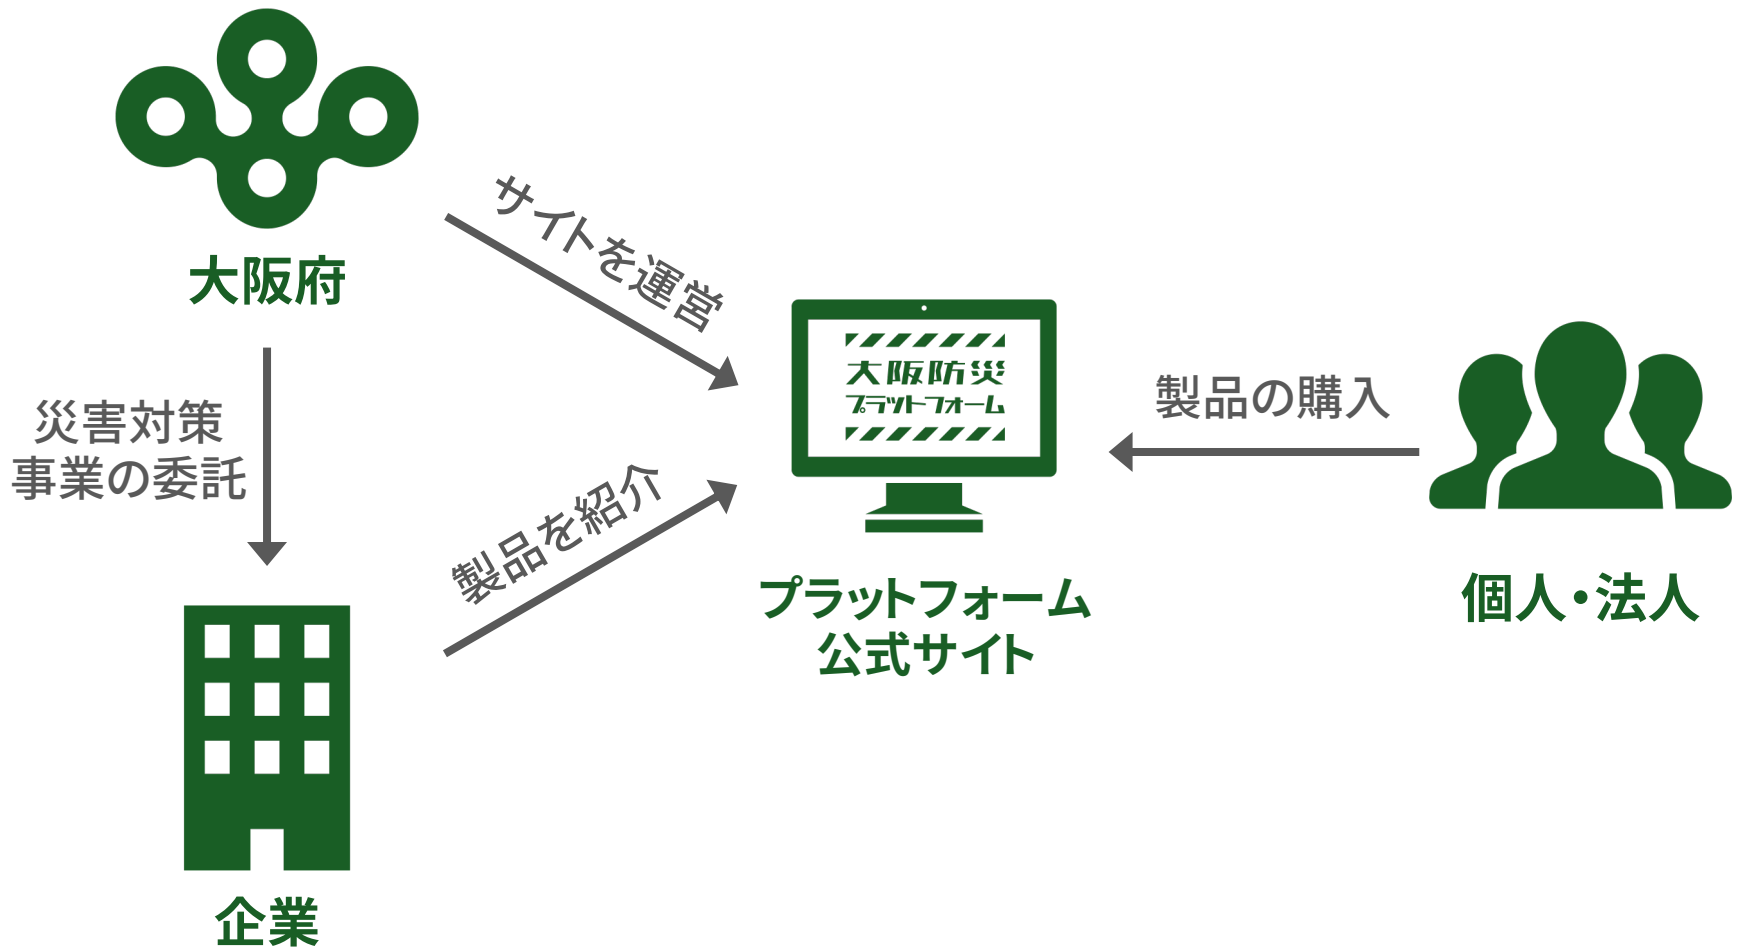 大阪府
サイトを運営
災害対策
事業の委託
大阪防災
プラットフォーム
製品の購入
製品を紹介
プラットフォーム
公式サイト
個人・法人
企業